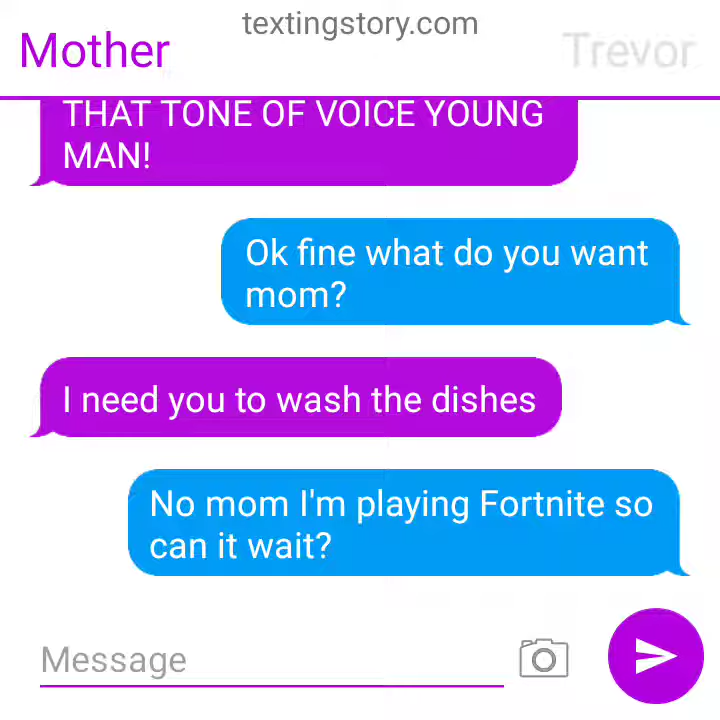 textingstory.com
Mother
Trevor
THAT TONE OF VOICE YOUNG
MAN!
Ok fine what do you want
mom?
I need you to wash the dishes
No mom I'm playing Fortnite so
can it wait?
Message